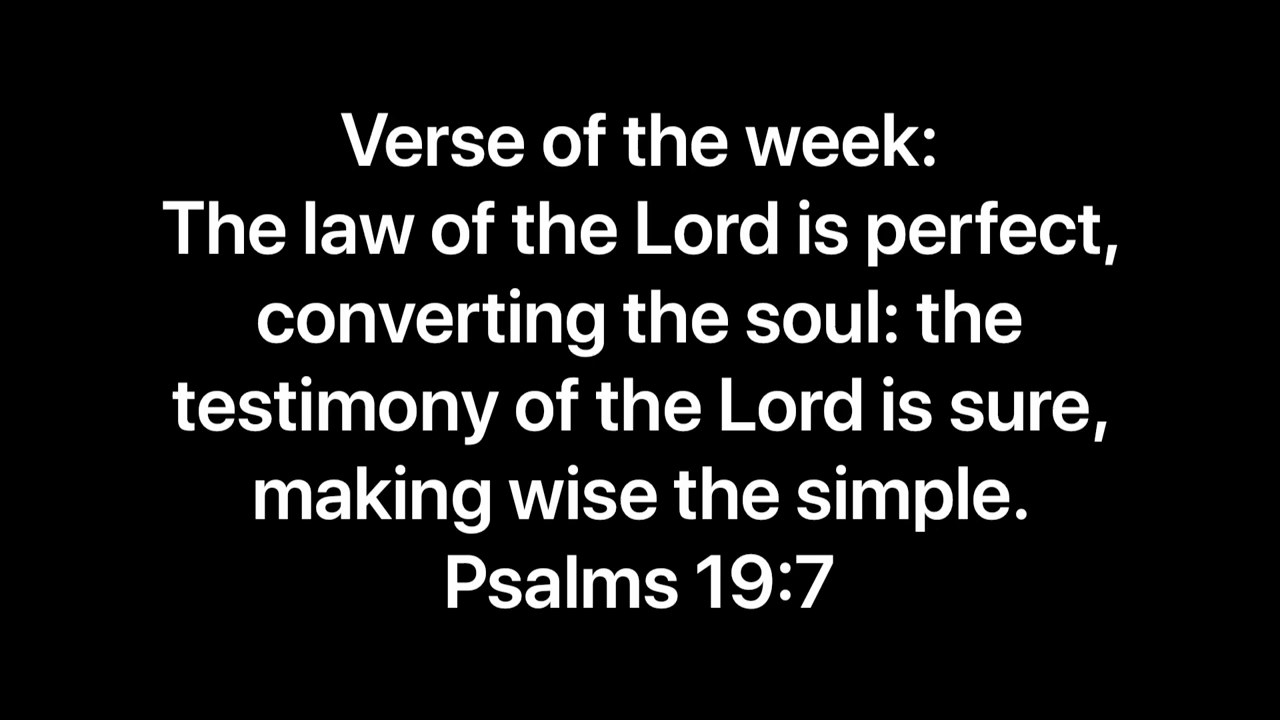 Verse of the week:
The law of the Lord is perfect,
converting the soul: the
testimony of the Lord is sure,
making wise the simple.
Psalms 19:7